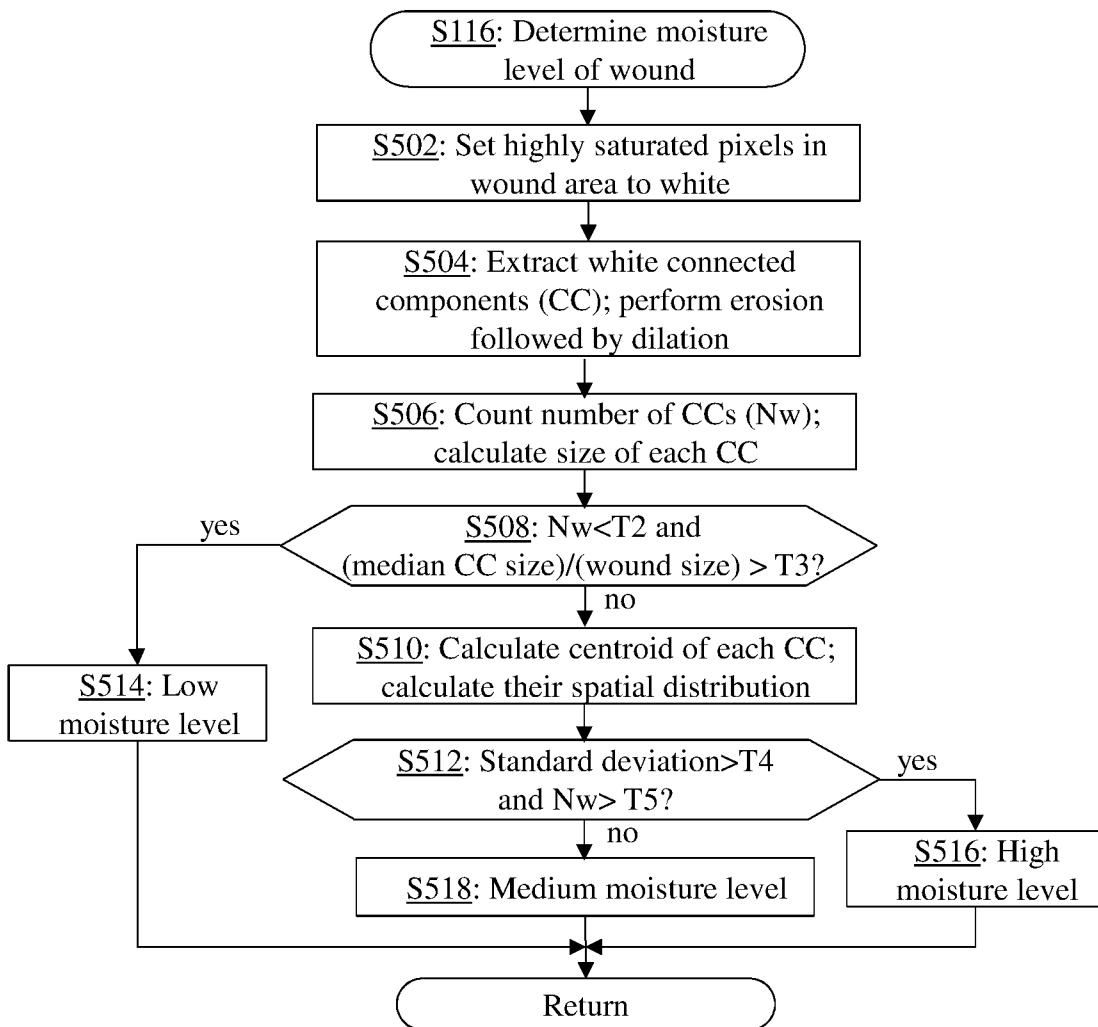 S116: Determine moisture
level of wound
S502: Set highly saturated pixels in
wound area to white
S504: Extract white connected
components (CC); perform erosion
followed by dilation
S506: Count number of CCs (Nw);
calculate size of each CC
yes
S508: Nw<T2 and
(median CC size)/(wound size) > T3?
no
S510: Calculate centroid of each CC;
calculate their spatial distribution
S514: Low
moisture level
S512: Standard deviation>T4
and Nw> T5?
yes
no
S516: High
moisture level
S518: Medium moisture level
Return